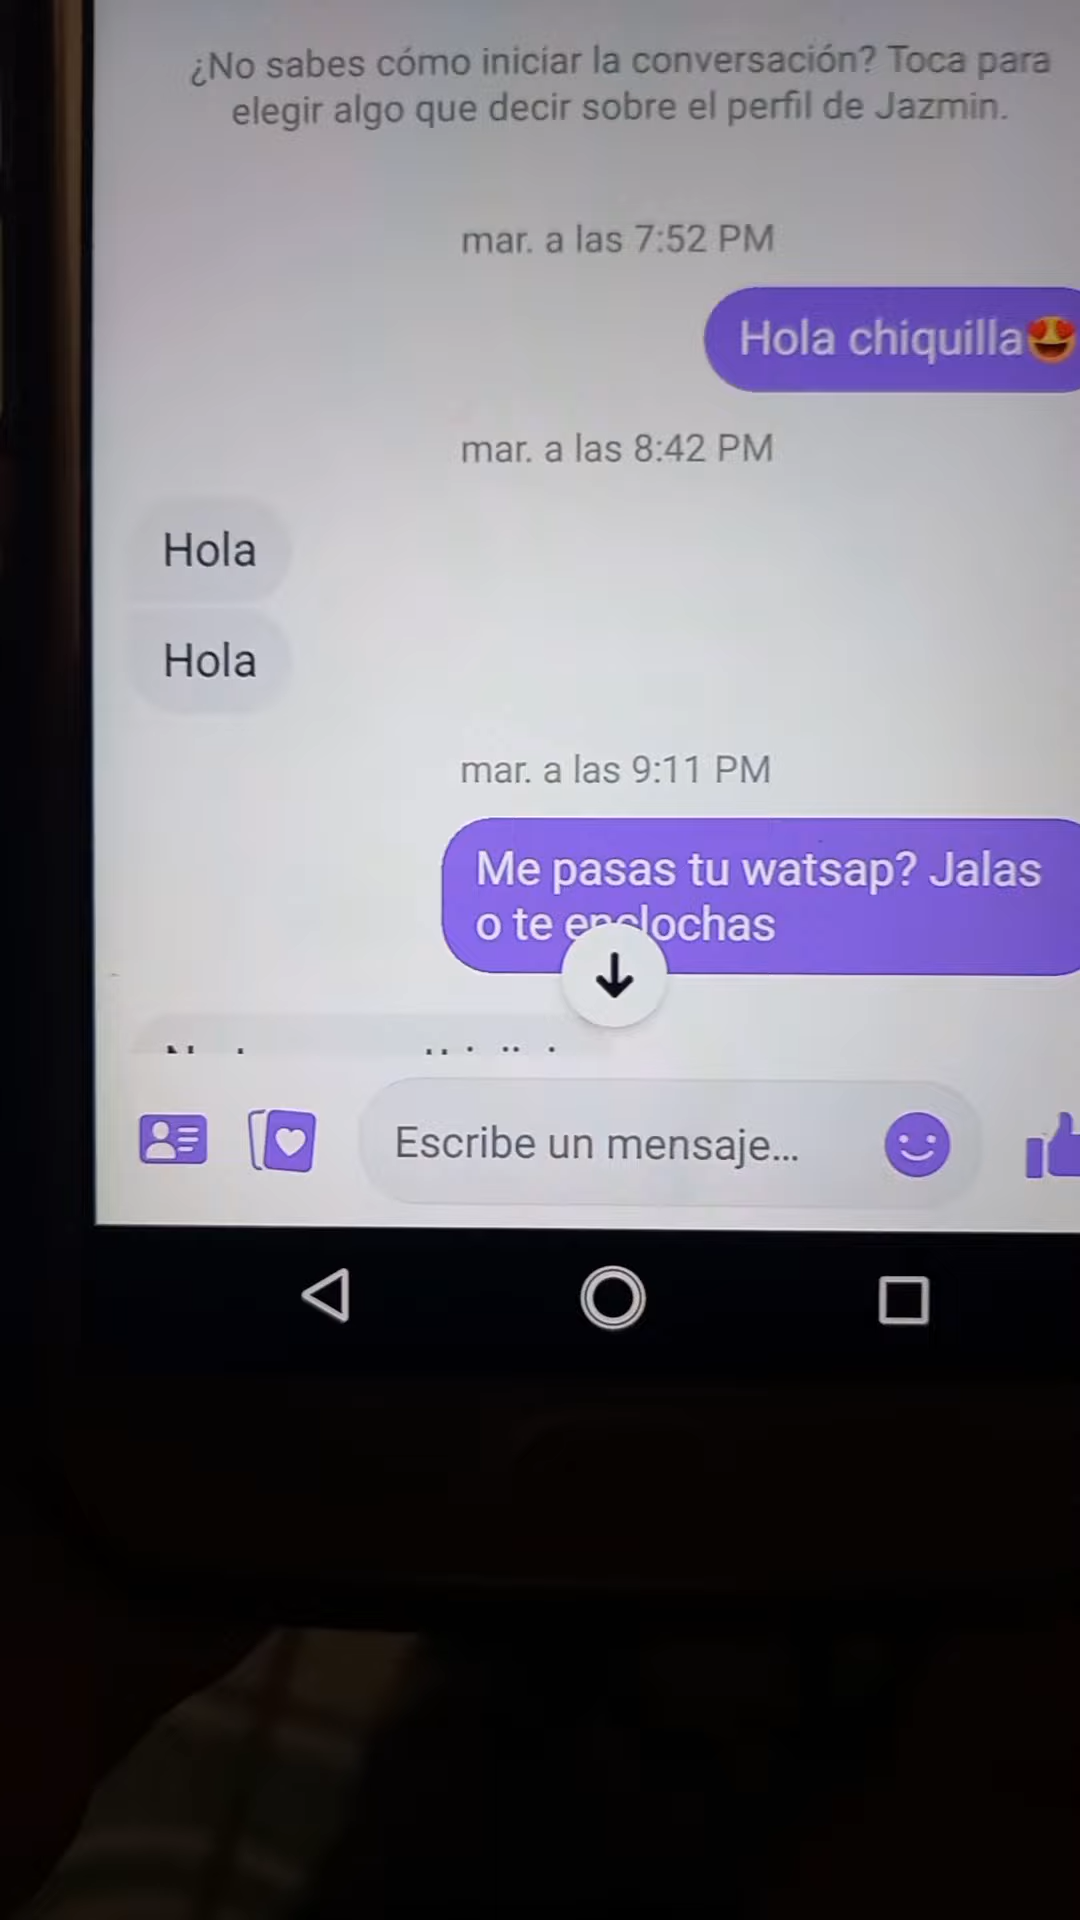 ¿No sabes cómo iniciar la conversación? Toca para
elegir algo que decir sobre el perfil de Jazmin.
mar. a las 7:52 PM
Hola chiquilla😍
mar. a las 8:42 PM
Hola
Hola
mar. a las 9:11 PM
Me pasas tu watsap? Jalas
o te enclochas
Escribe un mensaje...